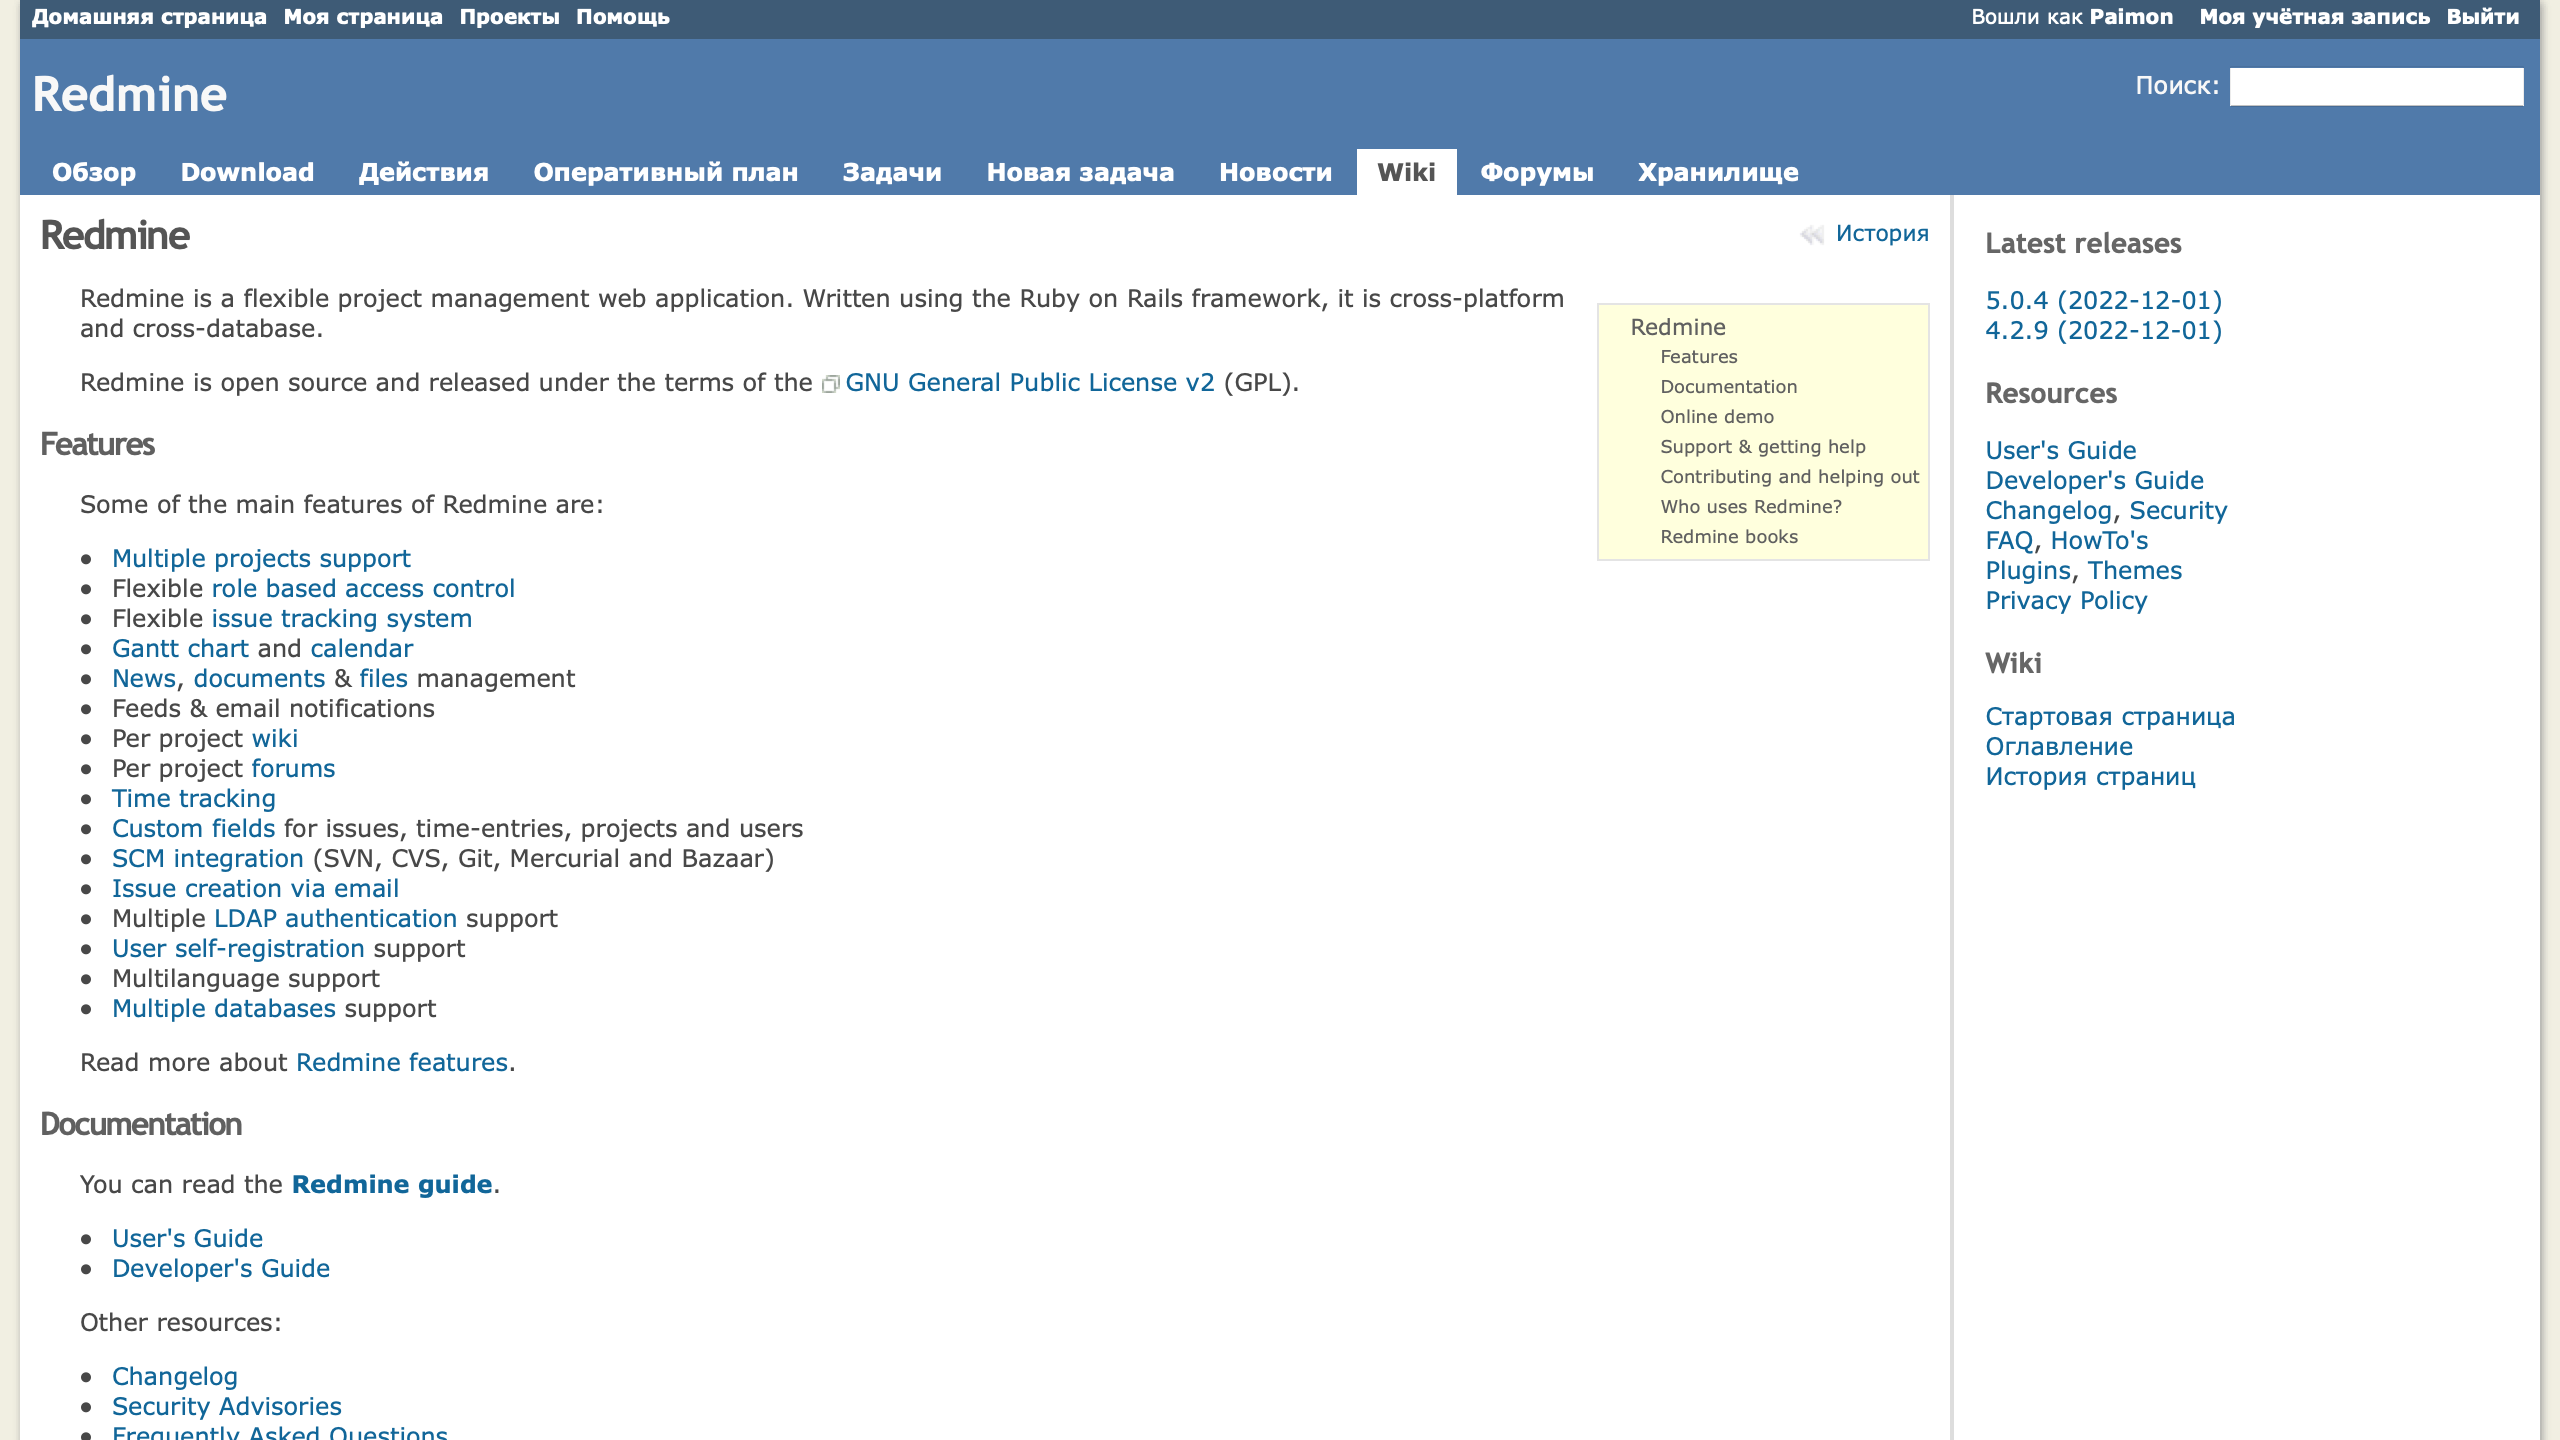 Домашняя страница Моя страница Проекты Помощь
Вошли как Paimon Моя учётная запись Выйти
Redmine
Поиск:
Обзор Download Действия Оперативный план Задачи Новая задача Новости Wiki Форумы Хранилище
Redmine
История
Redmine is a flexible project management web application. Written using the Ruby on Rails framework, it is cross-platform
and cross-database.
Redmine is open source and released under the terms of the GNU General Public License v2 (GPL).
Redmine
Features
Documentation
Online demo
Support & getting help
Contributing and helping out
Who uses Redmine?
Redmine books
Features
Some of the main features of Redmine are:
• Multiple projects support
• Flexible role based access control
• Flexible issue tracking system
• Gantt chart and calendar
• News, documents & files management
• Feeds & email notifications
• Per project wiki
• Per project forums
• Time tracking
• Custom fields for issues, time-entries, projects and users
• SCM integration (SVN, CVS, Git, Mercurial and Bazaar)
• Issue creation via email
• Multiple LDAP authentication support
• User self-registration support
• Multilanguage support
• Multiple databases support
Read more about Redmine features.
Documentation
You can read the Redmine guide.
• User's Guide
• Developer's Guide
Other resources:
• Changelog
• Security Advisories
• Frequently Asked Questions
Latest releases
5.0.4 (2022-12-01)
4.2.9 (2022-12-01)
Resources
User's Guide
Developer's Guide
Changelog, Security
FAQ, HowTo's
Plugins, Themes
Privacy Policy
Wiki
Стартовая страница
Оглавление
История страниц